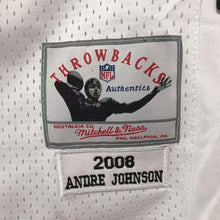 THROWBACKS
NFL
Authentics
NOSTALGIA CO.
Mitchell & Ness
PHILADELPHIA, PA
2008
ANDRE JOHNSON